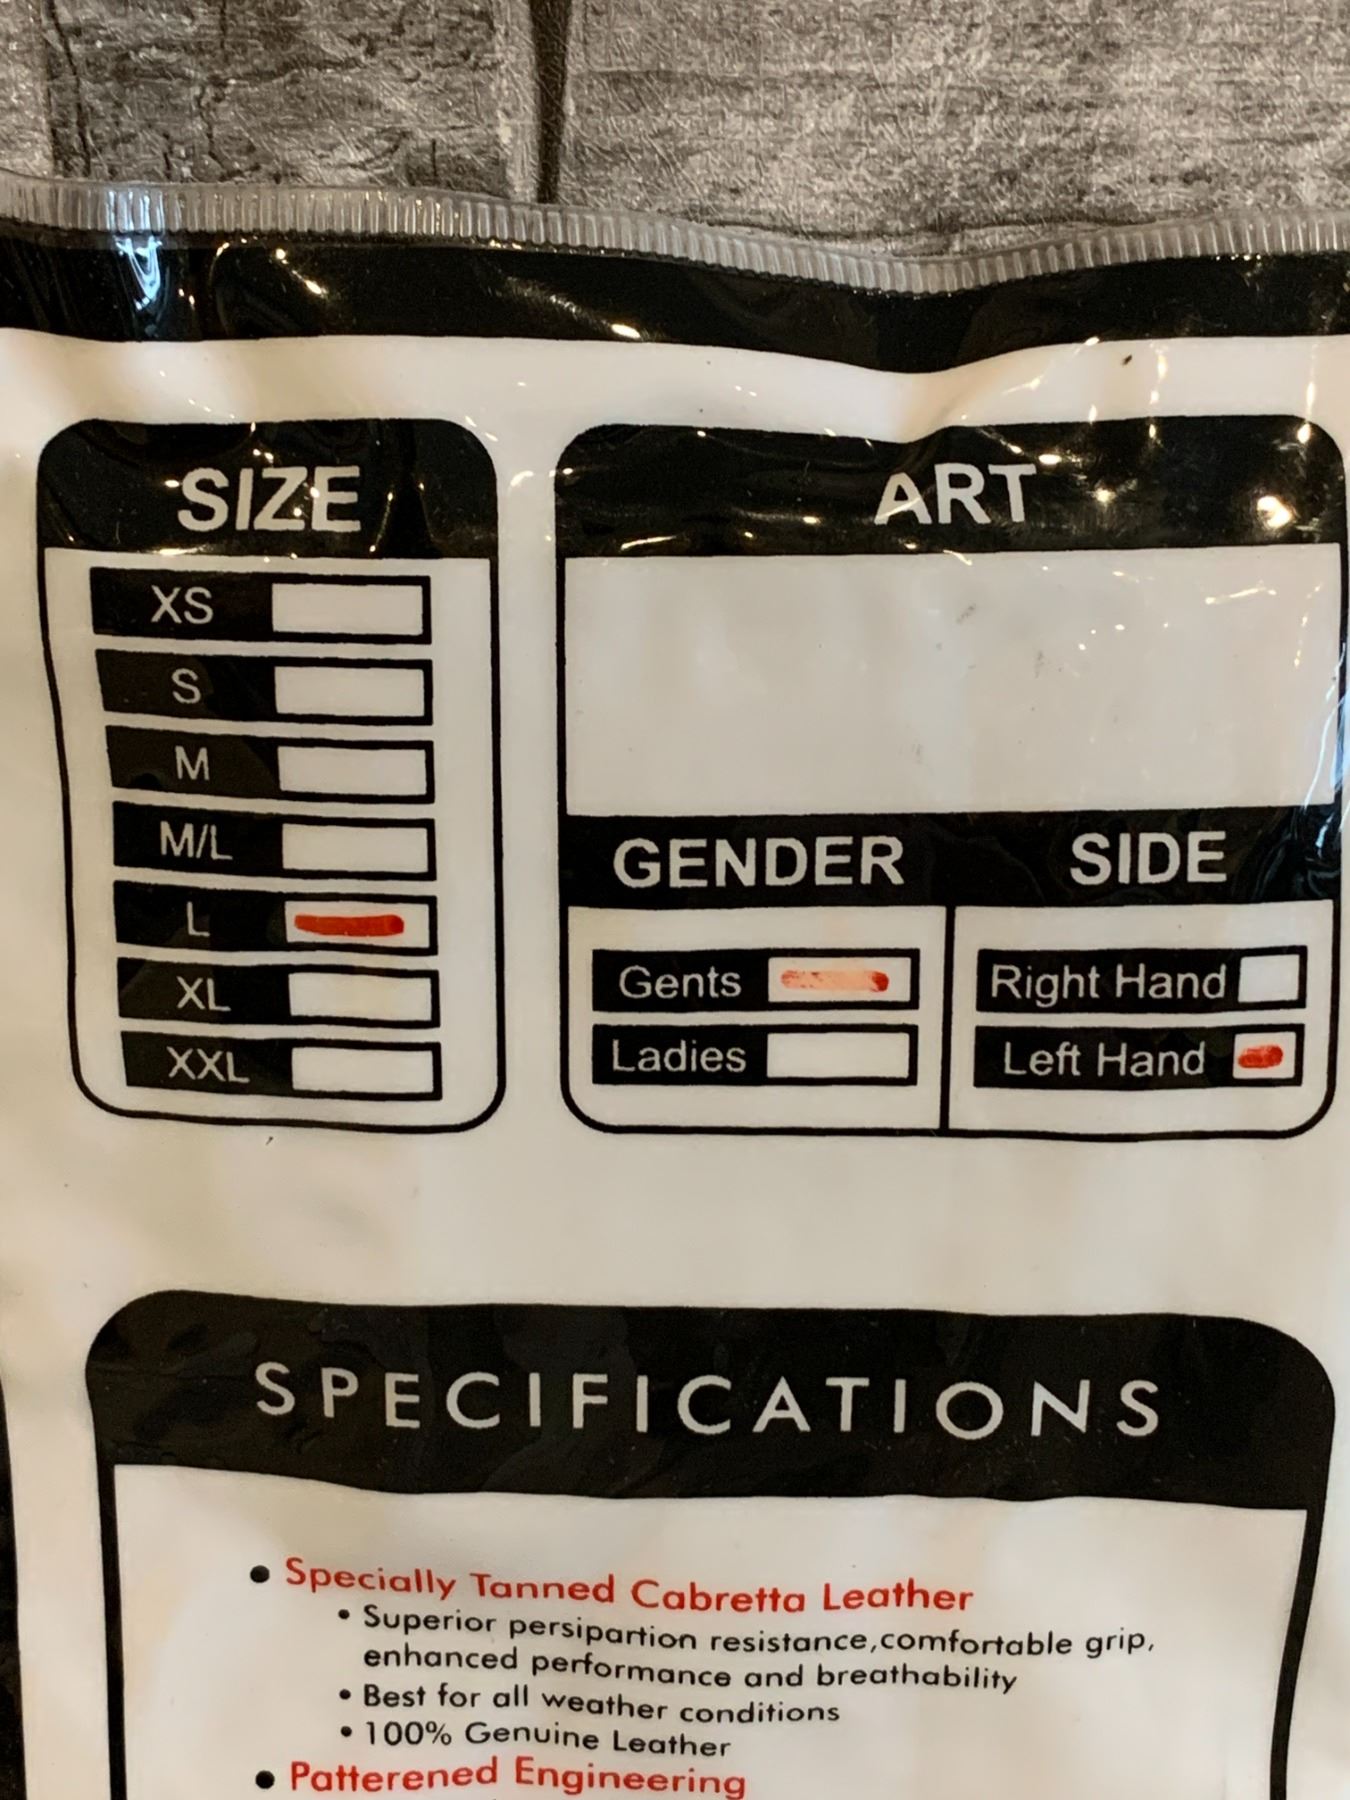 SIZE
XS
S
M
M/L
L
XL
XXL
ART
GENDER
Gents
Ladies
SIDE
Right Hand
Left Hand
SPECIFICATIONS
• Specially Tanned Cabretta Leather
• Superior persipartion resistance,comfortable grip,
enhanced performance and breathability
• Best for all weather conditions
• 100% Genuine Leather
• Patterened Engineering